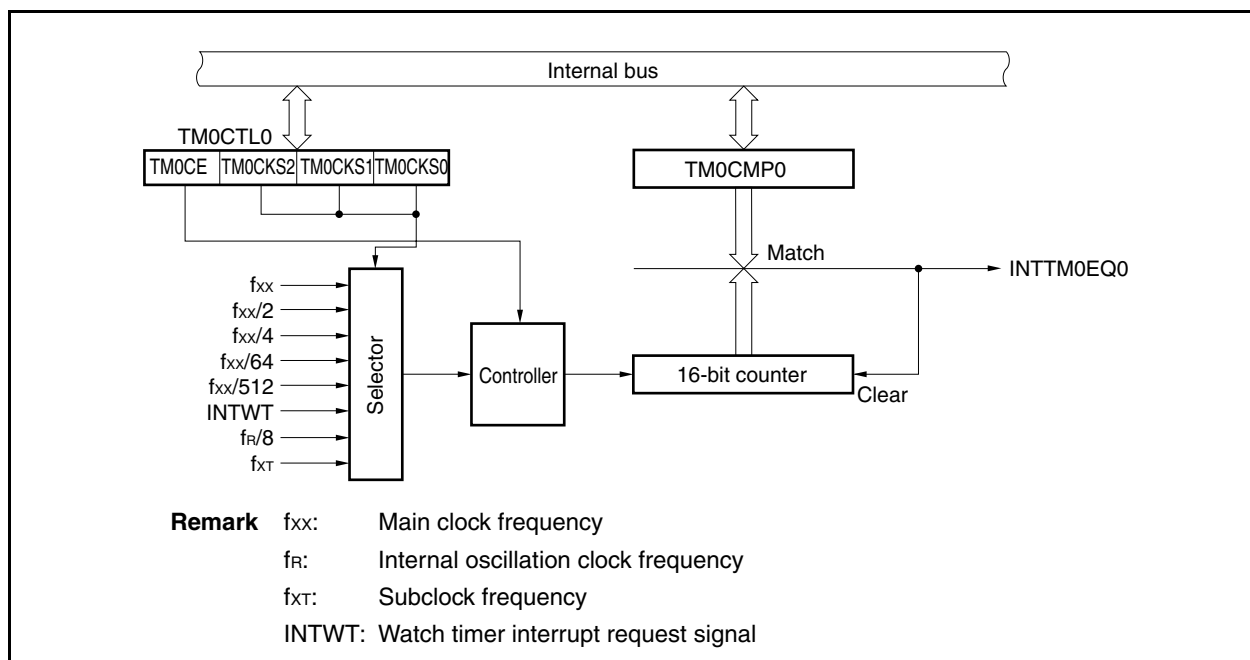 Internal bus
TM0CTL0
TM0CE TM0CKS2 TM0CKS1 TM0CKS0
TM0CMP0
Match
INTTM0EQ0
fXX
fXX/2
fXX/4
fXX/64
fXX/512
INTWT
fR/8
fXT
Selector
Controller
16-bit counter
Clear
Remark fXX: Main clock frequency
fR: Internal oscillation clock frequency
fXT: Subclock frequency
INTWT: Watch timer interrupt request signal